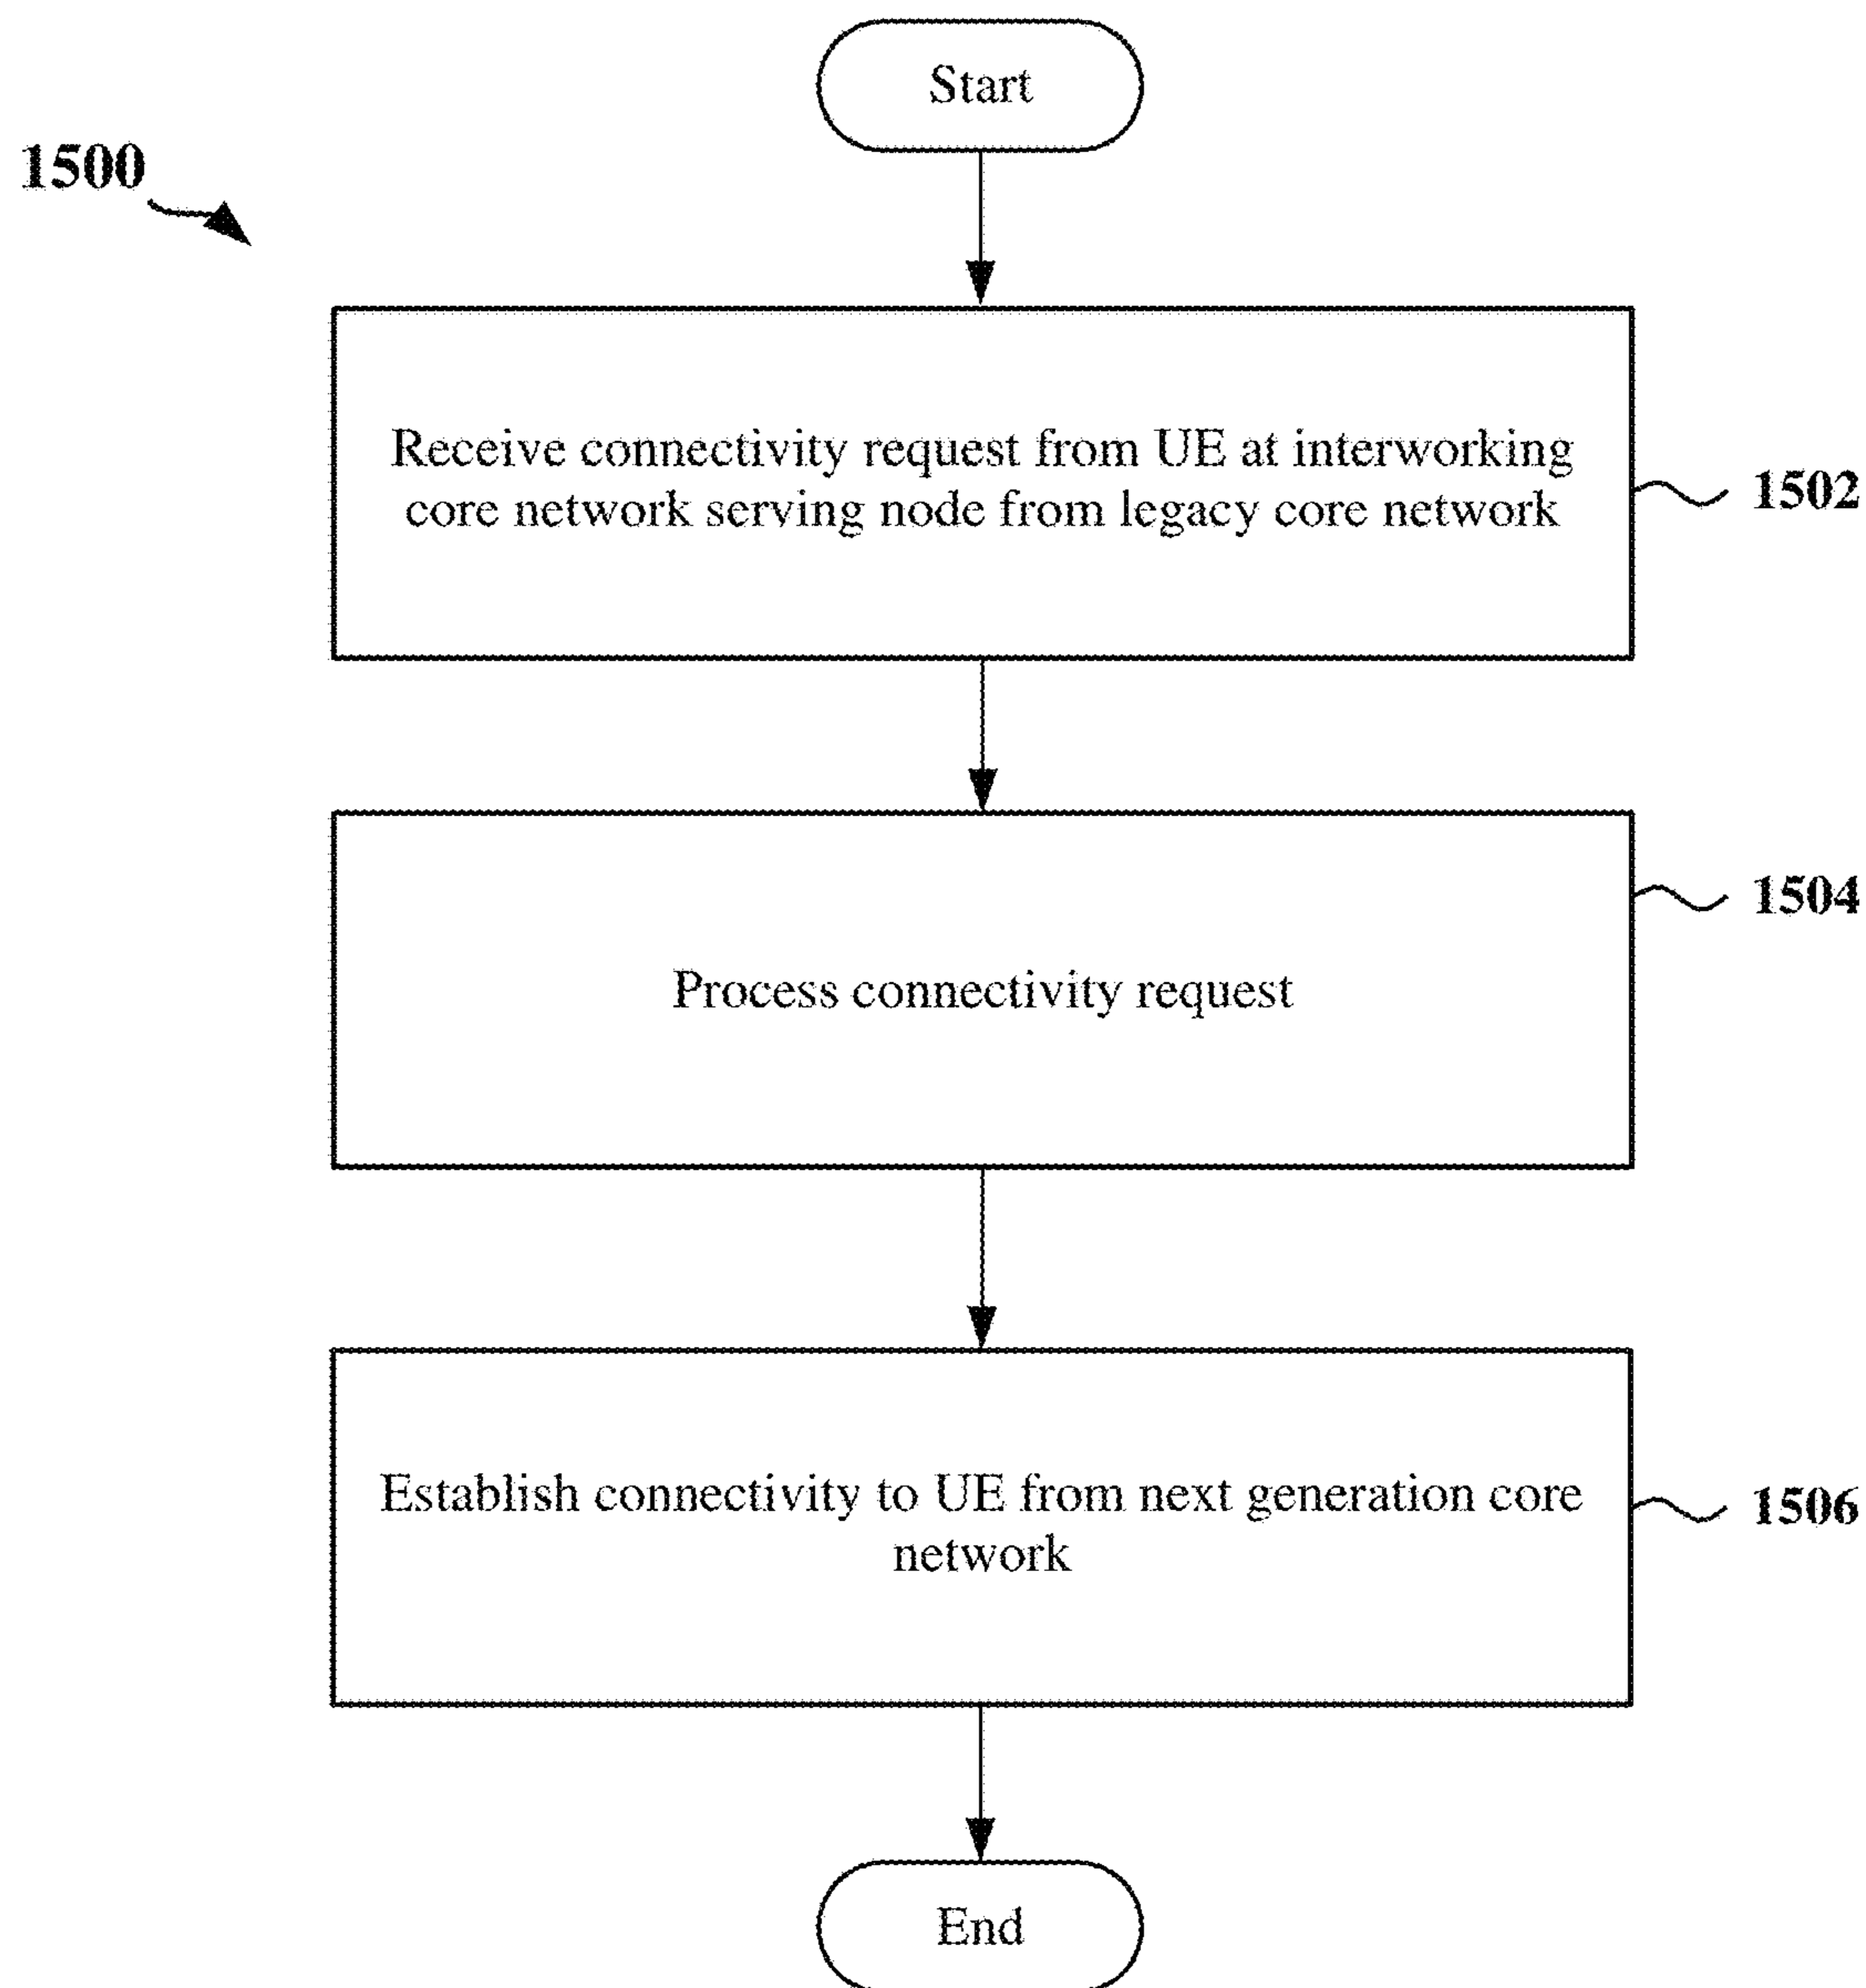 Start
1500
Receive connectivity request from UE at interworking
core network serving node from legacy core network
1502
Process connectivity request
1504
Establish connectivity to UE from next generation core
network
1506
End